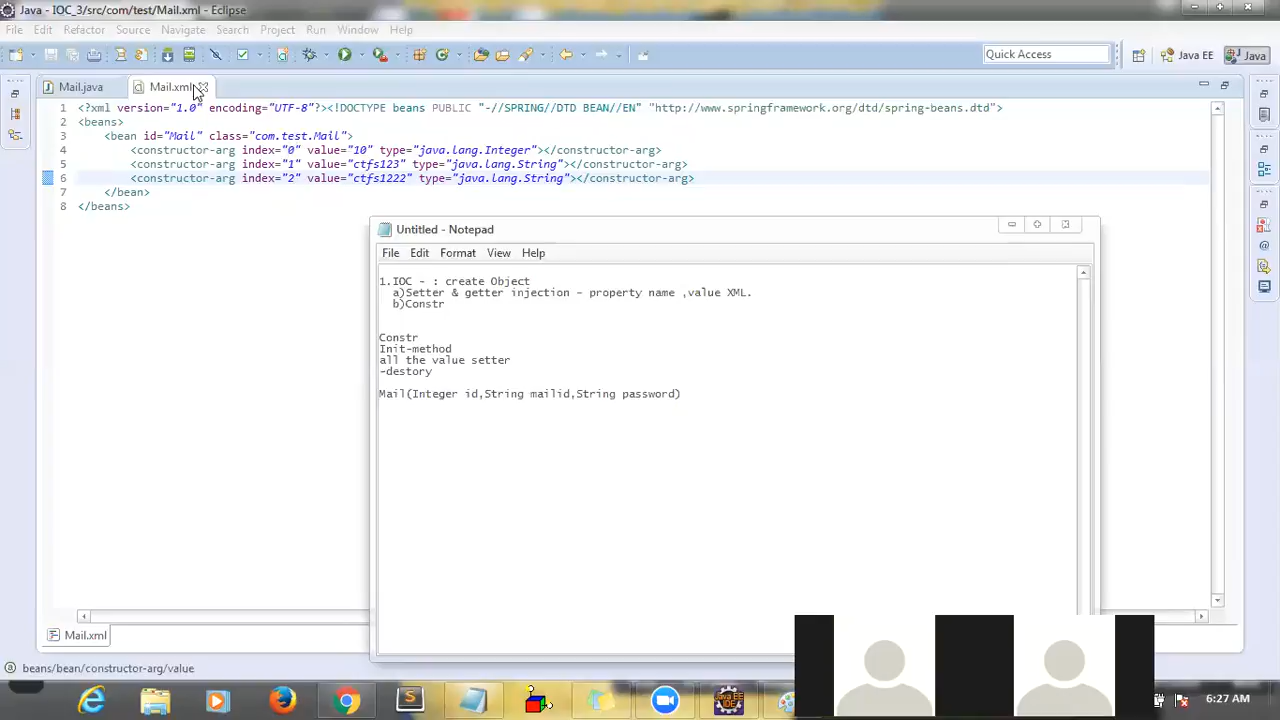 Java - IOC_3/src/com/test/Mail.xml - Eclipse
File Edit Refactor Source Navigate Search Project Run Window Help
Quick Access
Java EE
Java
Mail.java
Mail.xml
1 <?xml version="1.0" encoding="UTF-8"?><!DOCTYPE beans PUBLIC "-//SPRING//DTD BEAN//EN" "http://www.springframework.org/dtd/spring-beans.dtd">
2 <beans>
3 <bean id="Mail" class="com.test.Mail">
4 <constructor-arg index="0" value="10" type="java.lang.Integer"></constructor-arg>
5 <constructor-arg index="1" value="ctfs123" type="java.lang.String"></constructor-arg>
6 <constructor-arg index="2" value="ctfs1222" type="java.lang.String"></constructor-arg>
7 </bean>
8 </beans>
Untitled - Notepad
File Edit Format View Help
1.IOC - : create Object
a)Setter & getter injection - property name ,value XML.
b)Constr
Constr
Init-method
all the value setter
-destory
Mail(Integer id,String mailid,String password)
Mail.xml
beans/bean/constructor-arg/value
Java EE
IDE
6:27 AM